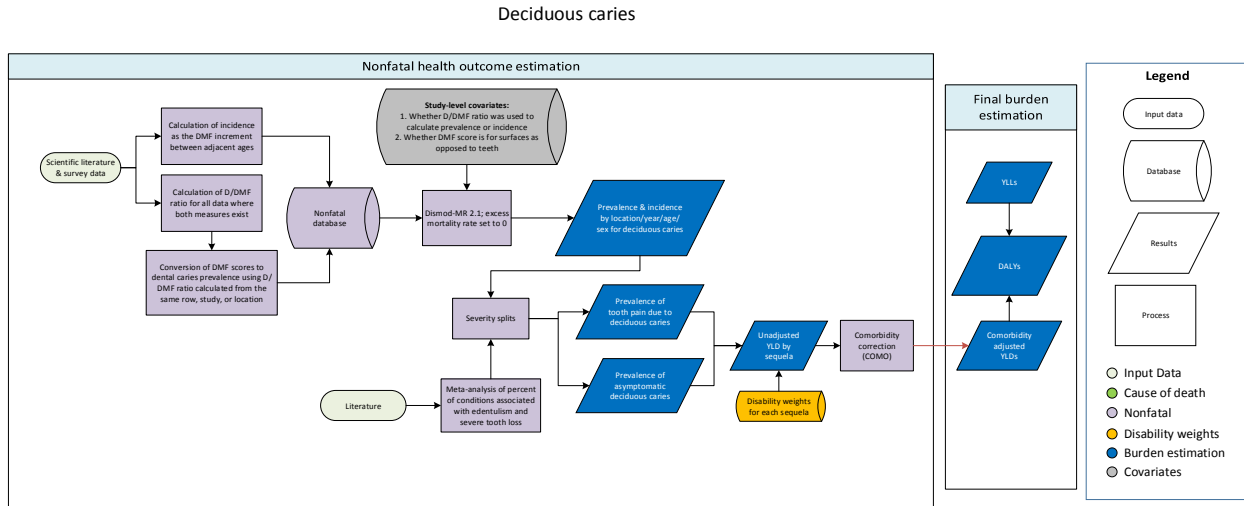 Deciduous caries
Nonfatal health outcome estimation
Scientific literature
& survey data
Calculation of incidence
as the DMF increment
between adjacent ages
Calculation of D/DMF
ratio for all data where
both measures exist
Conversion of DMF scores to
dental caries prevalence using D/
DMF ratio calculated from the
same row, study, or location
Nonfatal
database
Study-level covariates:
1. Whether D/DMF ratio was used to
calculate prevalence or incidence
2. Whether DMF score is for surfaces as
opposed to teeth
Dismod-MR 2.1; excess
mortality rate set to 0
Prevalence & incidence
by location/year/age/
sex for deciduous caries
Severity splits
Literature
Meta-analysis of percent
of conditions associated
with edentulism and
severe tooth loss
Prevalence of
tooth pain due to
deciduous caries
Prevalence of
asymptomatic
deciduous caries
Unadjusted
YLD by
sequela
Disability weights
for each sequela
Comorbidity
correction
(COMO)
Final burden
estimation
YLLs
DALYs
Comorbidity
adjusted
YLDs
Legend
Input data
Database
Results
Process
Input Data
Cause of death
Nonfatal
Disability weights
Burden estimation
Covariates